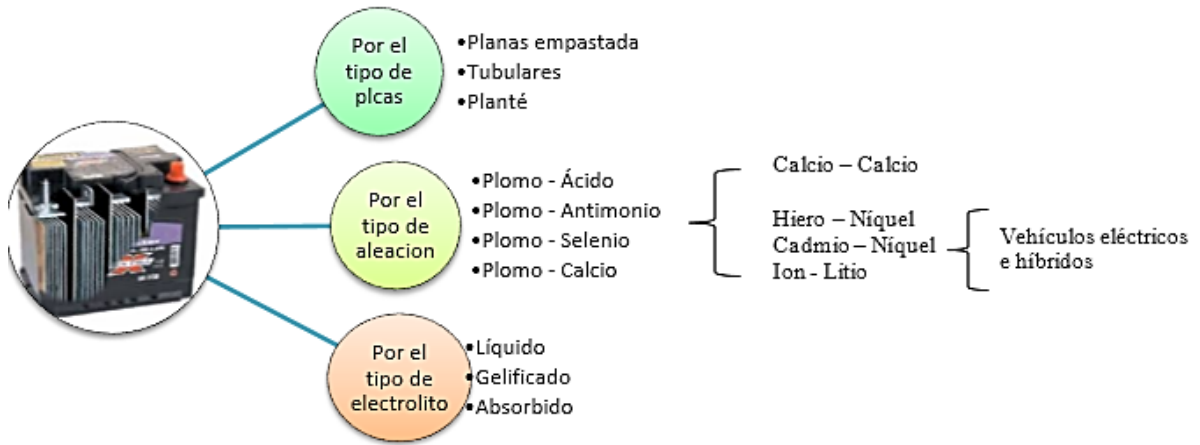 Por el
tipo de
plcas
•Planas empastada
•Tubulares
•Planté
Por el
tipo de
aleacion
•Plomo - Ácido
•Plomo - Antimonio
•Plomo - Selenio
•Plomo - Calcio
Calcio – Calcio
Hiero – Níquel
Cadmio – Níquel
Ion - Litio
Vehículos eléctricos
e híbridos
Por el
tipo de
electrolito
•Líquido
•Gelificado
•Absorbido